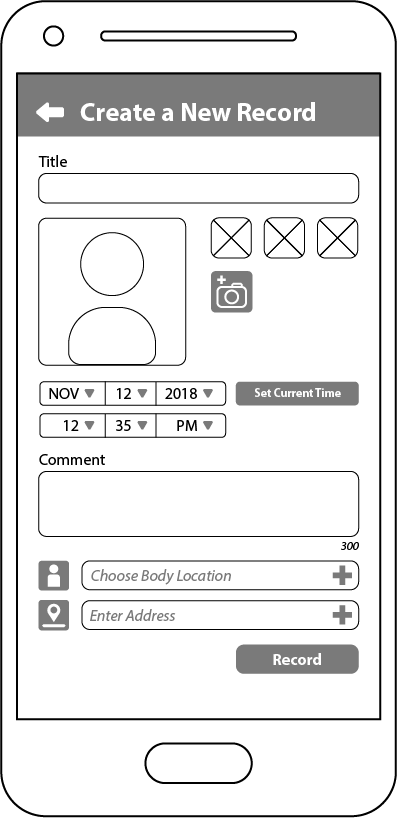 Create a New Record
Title
NOV 12 2018 Set Current Time
12 35 PM
Comment
300
Choose Body Location
Enter Address
Record